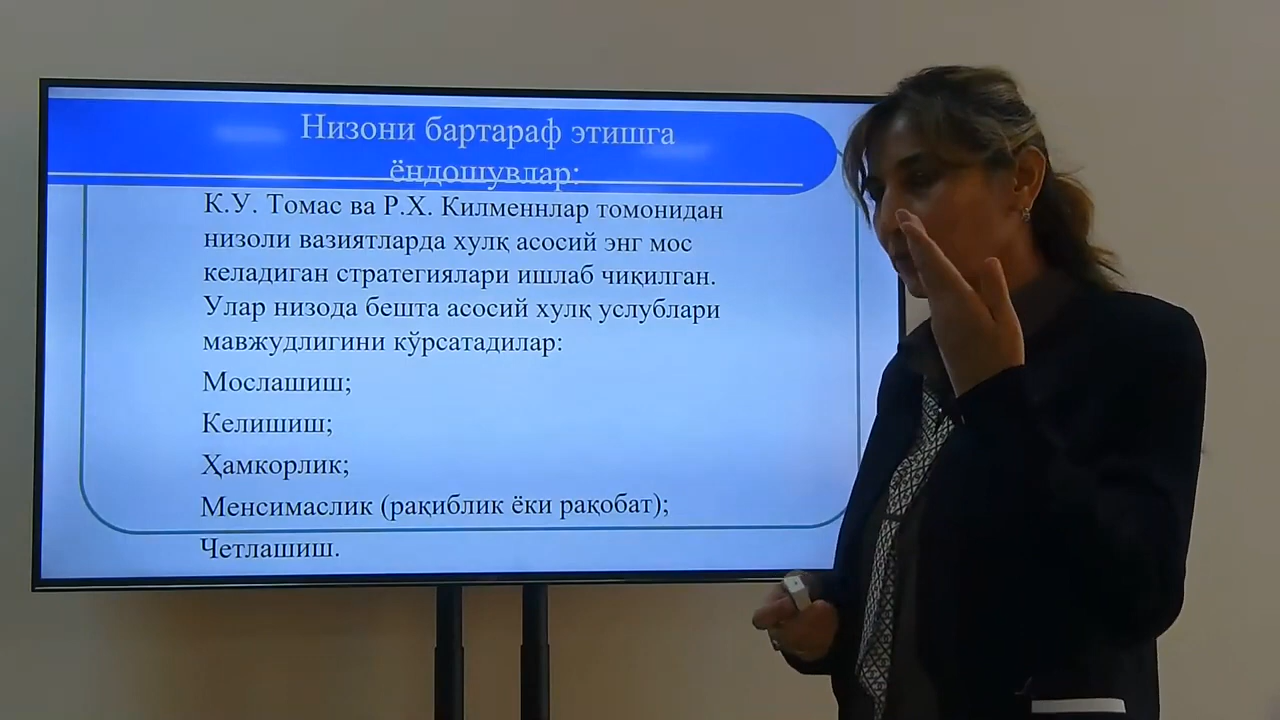 Низони бартараф этишга
ёндошувлар:
К.У. Томас ва Р.Х. Килменнлар томонидан
низоли вазиятларда хулқ асосий энг мос
келадиган стратегиялари ишлаб чиқилган.
Улар низода бешта асосий хулқ услублари
мавжудлигини кўрсатадилар:
Мослашиш;
Келишиш;
Ҳамкорлик;
Менсимаслик (рақиблик ёки рақобат);
Четлашиш.